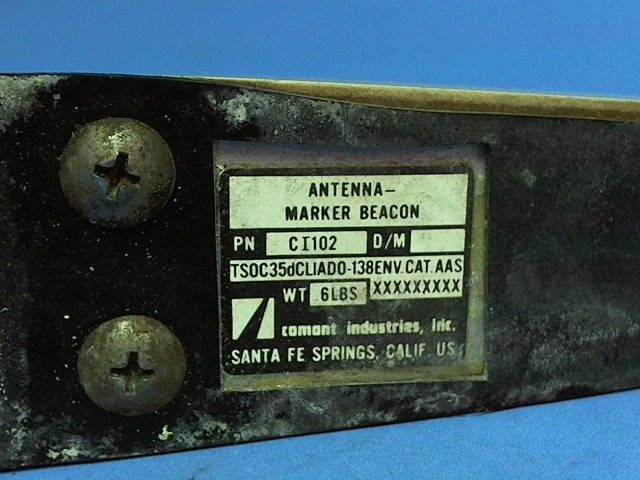 ANTENNA-
MARKER BEACON
PN CI102 D/M
TSOC35dCLIADO-138ENV.CAT.AAS
WT 6LBS XXXXXXXXX
comant industries, inc.
SANTA FE SPRINGS, CALIF. US